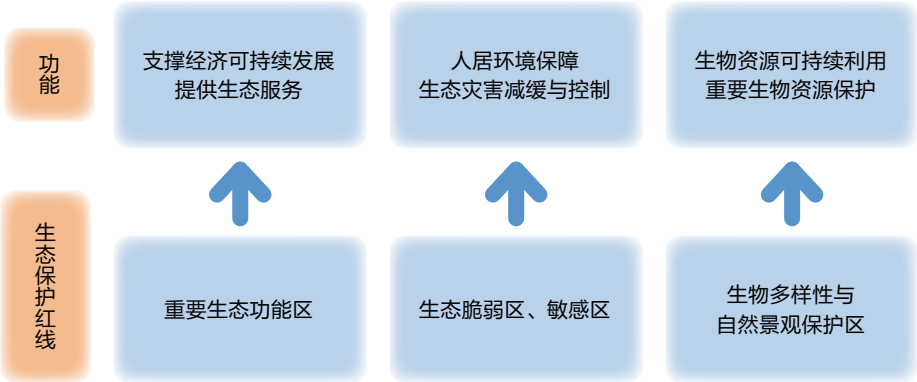 功能
支撑经济可持续发展
提供生态服务
人居环境保障
生态灾害减缓与控制
生物资源可持续利用
重要生物资源保护
生态保护红线
重要生态功能区
生态脆弱区、敏感区
生物多样性与
自然景观保护区